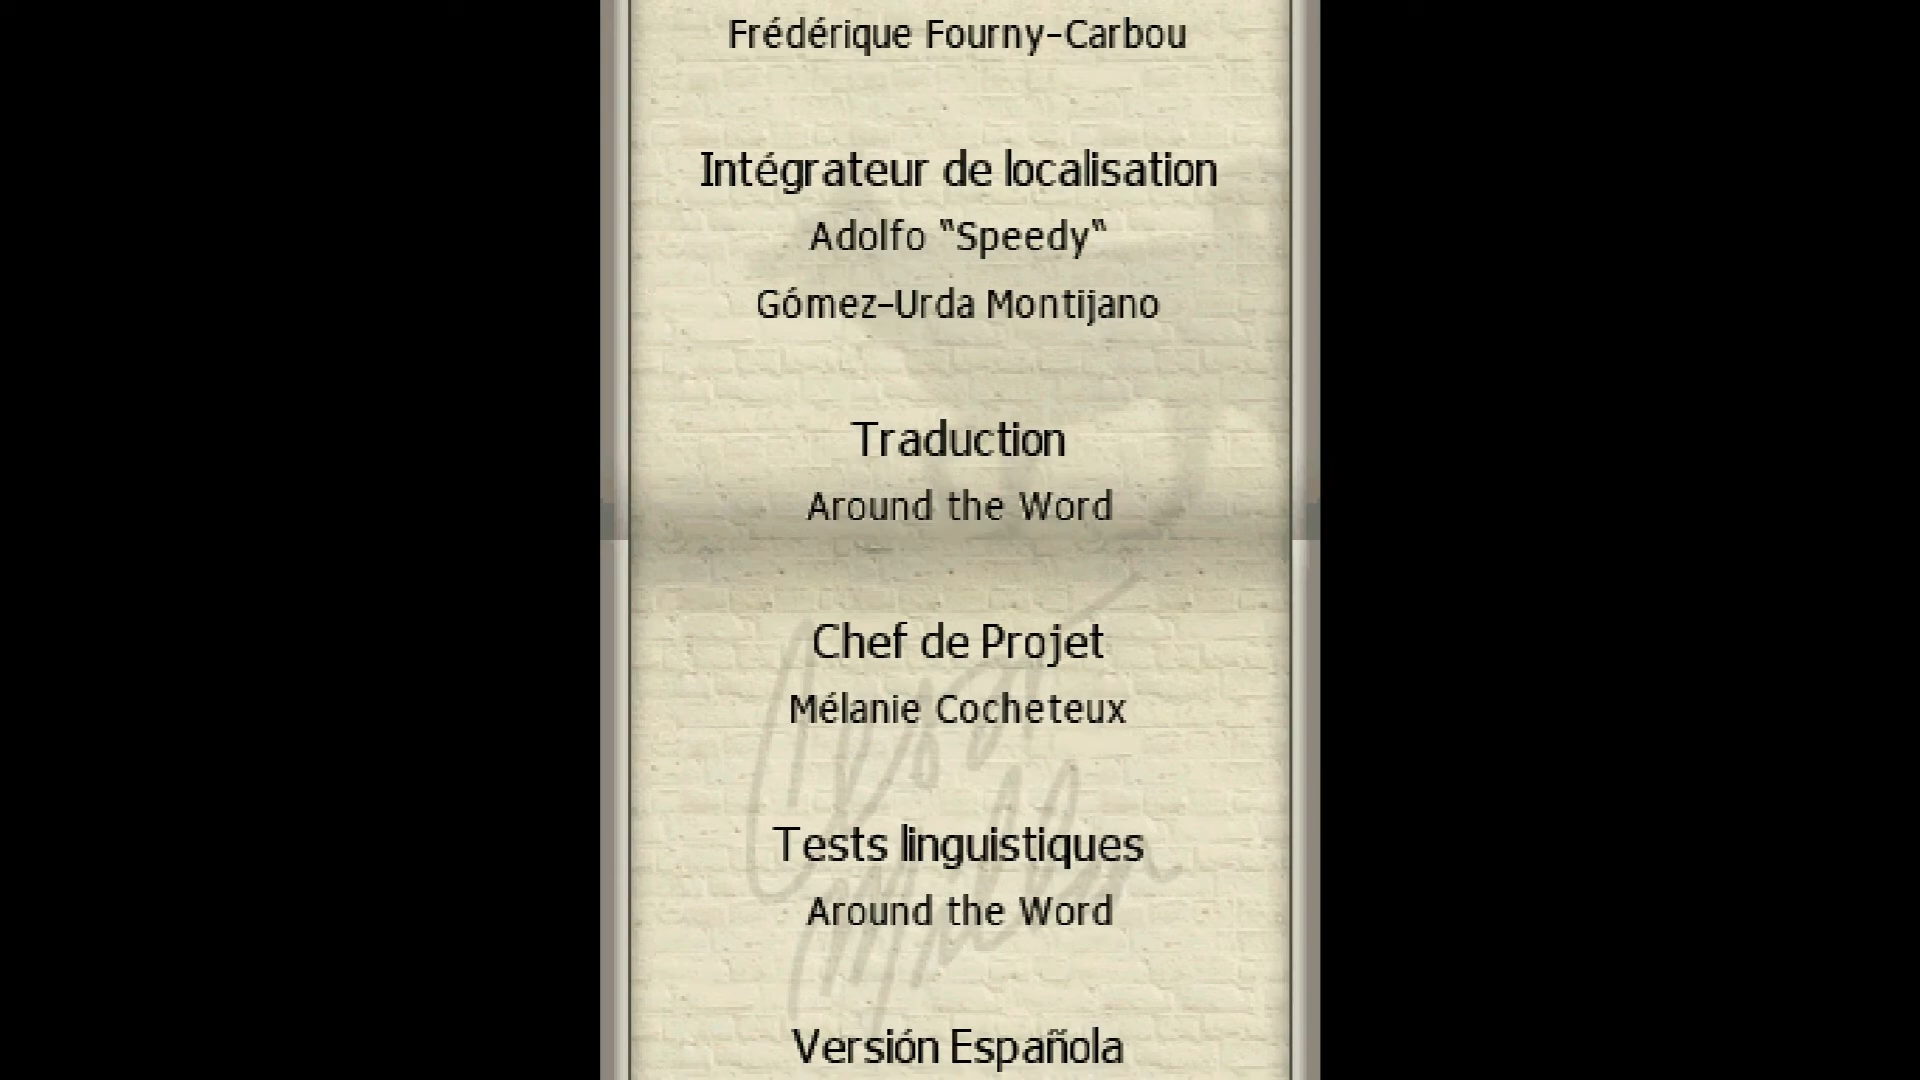 Frédérique Fourny-Carbou
Intégrateur de localisation
Adolfo "Speedy"
Gómez-Urda Montijano
Traduction
Around the Word
Chef de Projet
Mélanie Cocheteux
Tests linguistiques
Around the Word
Versión Española